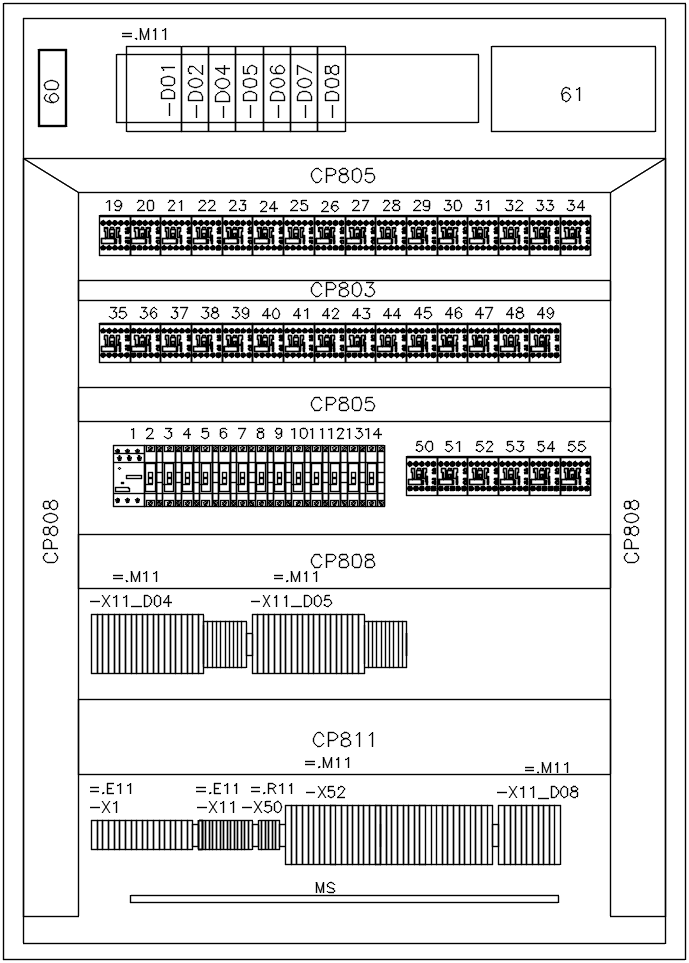 =.M11
60
-D01 -D02 -D04 -D05 -D06 -D07 -D08
61
CP805
19 20 21 22 23 24 25 26 27 28 29 30 31 32 33 34
CP803
35 36 37 38 39 40 41 42 43 44 45 46 47 48 49
CP805
1 2 3 4 5 6 7 8 9 10 11 12 13 14
50 51 52 53 54 55
CP808
CP808
CP808
=.M11 =.M11
-X11_D04 -X11_D05
CP811
=.M11 =.M11
=.E11 =.E11 =.R11
-X52 -X11_D08
-X1 -X11 -X50
MS